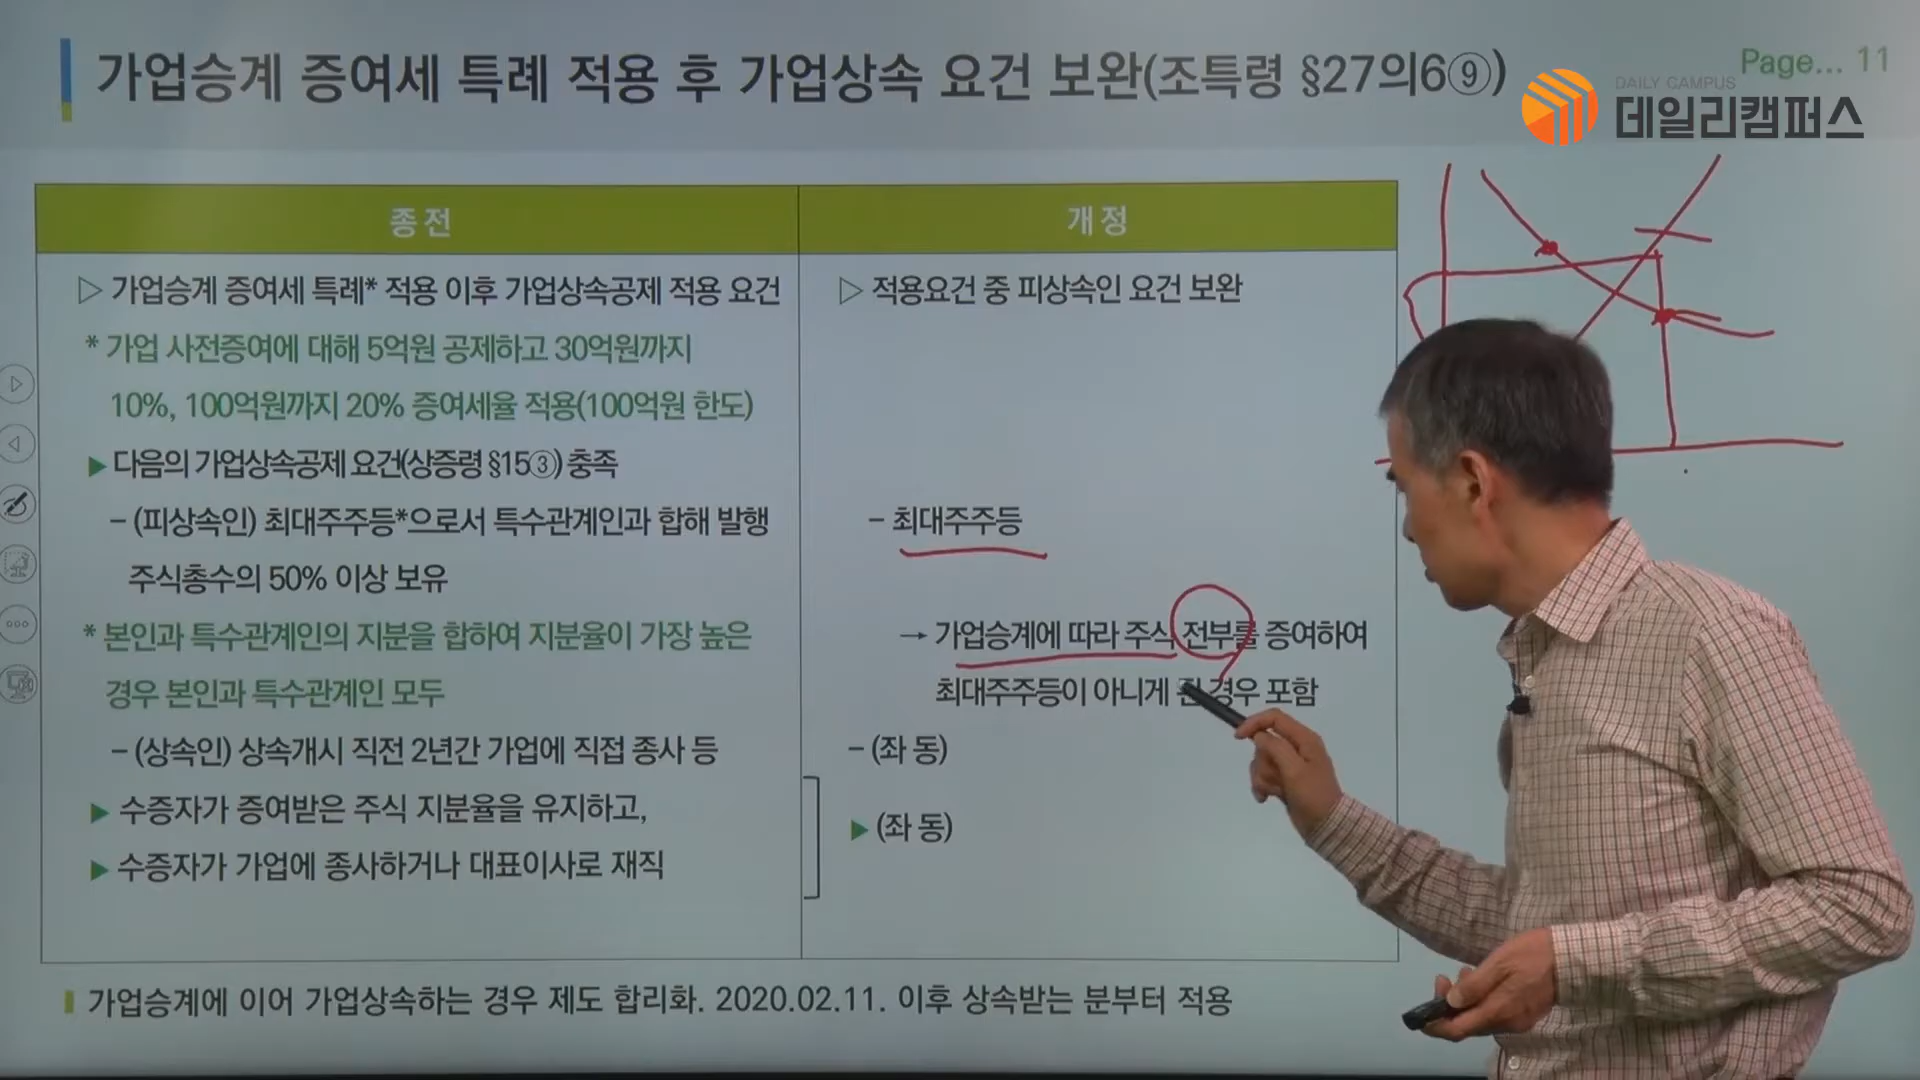 가업승계 증여세 특례 적용 후 가업상속 요건 보완(조특령 §27의6⑨)
Page... 11
DAILY CAMPUS
데일리캠퍼스
종 전
개 정
▷ 가업승계 증여세 특례* 적용 이후 가업상속공제 적용 요건
▷ 적용요건 중 피상속인 요건 보완
* 가업 사전증여에 대해 5억원 공제하고 30억원까지
10%, 100억원까지 20% 증여세율 적용(100억원 한도)
▶ 다음의 가업상속공제 요건(상증령 §15③) 충족
– (피상속인) 최대주주등*으로서 특수관계인과 합해 발행
– 최대주주등
주식총수의 50% 이상 보유
* 본인과 특수관계인의 지분을 합하여 지분율이 가장 높은
→ 가업승계에 따라 주식 전부를 증여하여
경우 본인과 특수관계인 모두
최대주주등이 아니게 된 경우 포함
– (상속인) 상속개시 직전 2년간 가업에 직접 종사 등
– (좌 동)
▶ 수증자가 증여받은 주식 지분율을 유지하고,
▶ (좌 동)
▶ 수증자가 가업에 종사하거나 대표이사로 재직
가업승계에 이어 가업상속하는 경우 제도 합리화. 2020.02.11. 이후 상속받는 분부터 적용